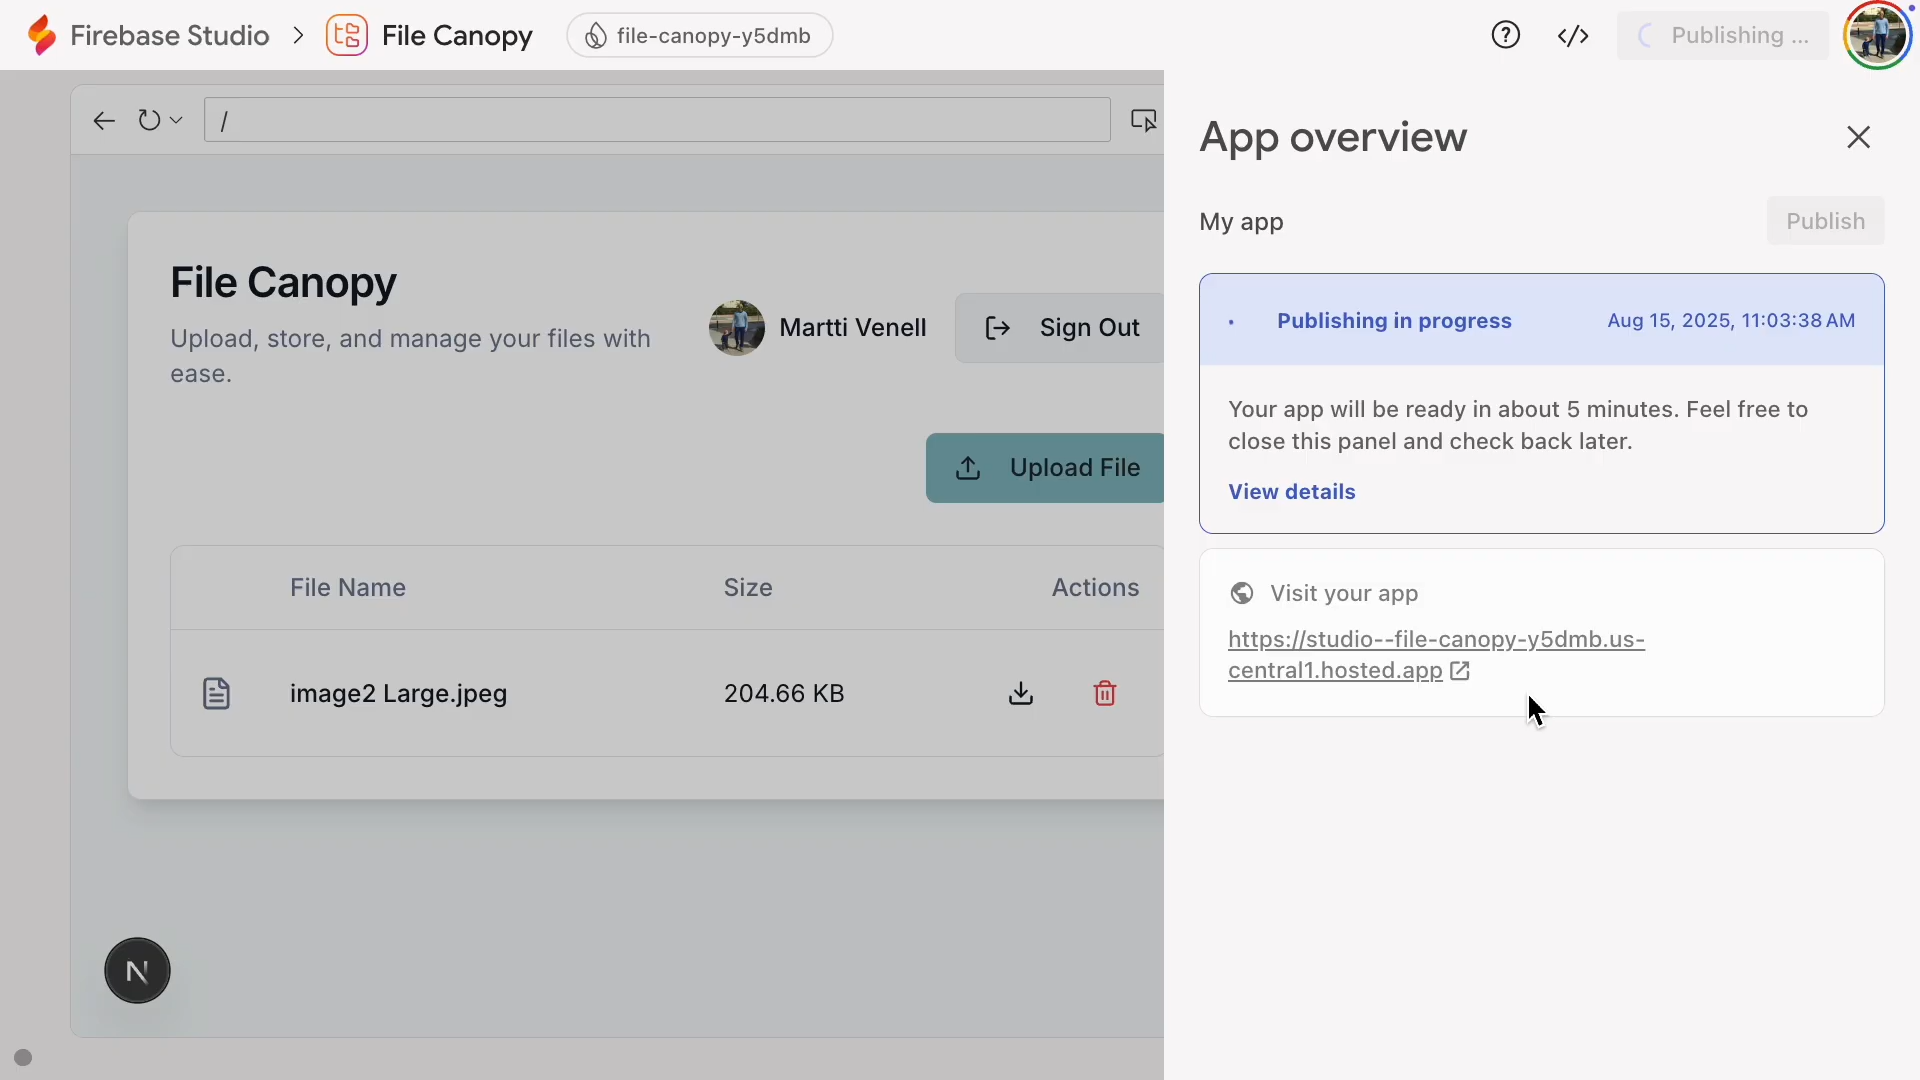 Firebase Studio
File Canopy
file-canopy-y5dmb
</>
Publishing ...
/
File Canopy
Upload, store, and manage your files with
ease.
Martti Venell
Sign Out
Upload File
File Name
Size
Actions
image2 Large.jpeg
204.66 KB
N
App overview
My app
Publish
Publishing in progress
Aug 15, 2025, 11:03:38 AM
Your app will be ready in about 5 minutes. Feel free to
close this panel and check back later.
View details
Visit your app
https://studio--file-canopy-y5dmb.us-
central1.hosted.app